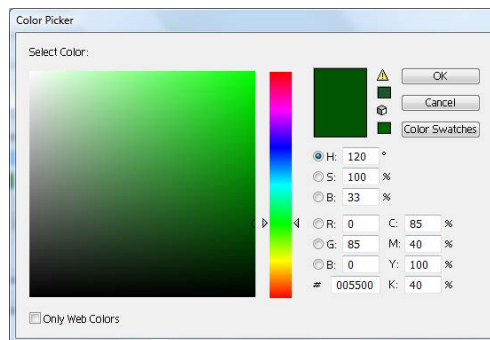 Color Picker
Select Color:
OK
Cancel
Color Swatches
H: 120 °
S: 100 %
B: 33 %
R: 0 C: 85 %
G: 85 M: 40 %
B: 0 Y: 100 %
# 005500 K: 40 %
Only Web Colors